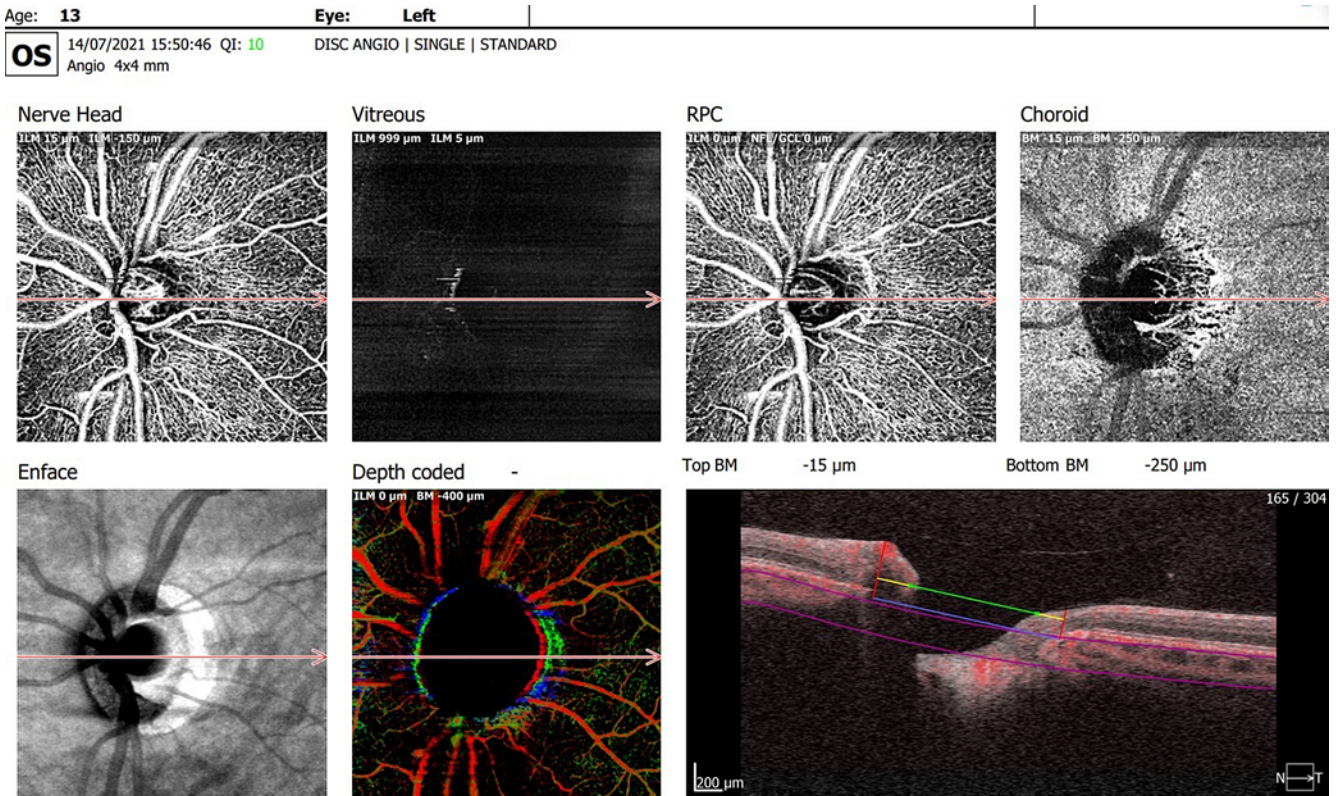 Age: 13 Eye: Left
OS 14/07/2021 15:50:46 QI: 10 DISC ANGIO | SINGLE | STANDARD
Angio 4x4 mm
Nerve Head Vitreous RPC Choroid
ILM 15 µm ILM -150 µm ILM 999 µm ILM 5 µm ILM 0 µm NFL/GCL 0 µm BM -15 µm BM -250 µm
Enface Depth coded - Top BM -15 µm Bottom BM -250 µm
ILM 0 µm BM -400 µm 165 / 304
200 µm N T